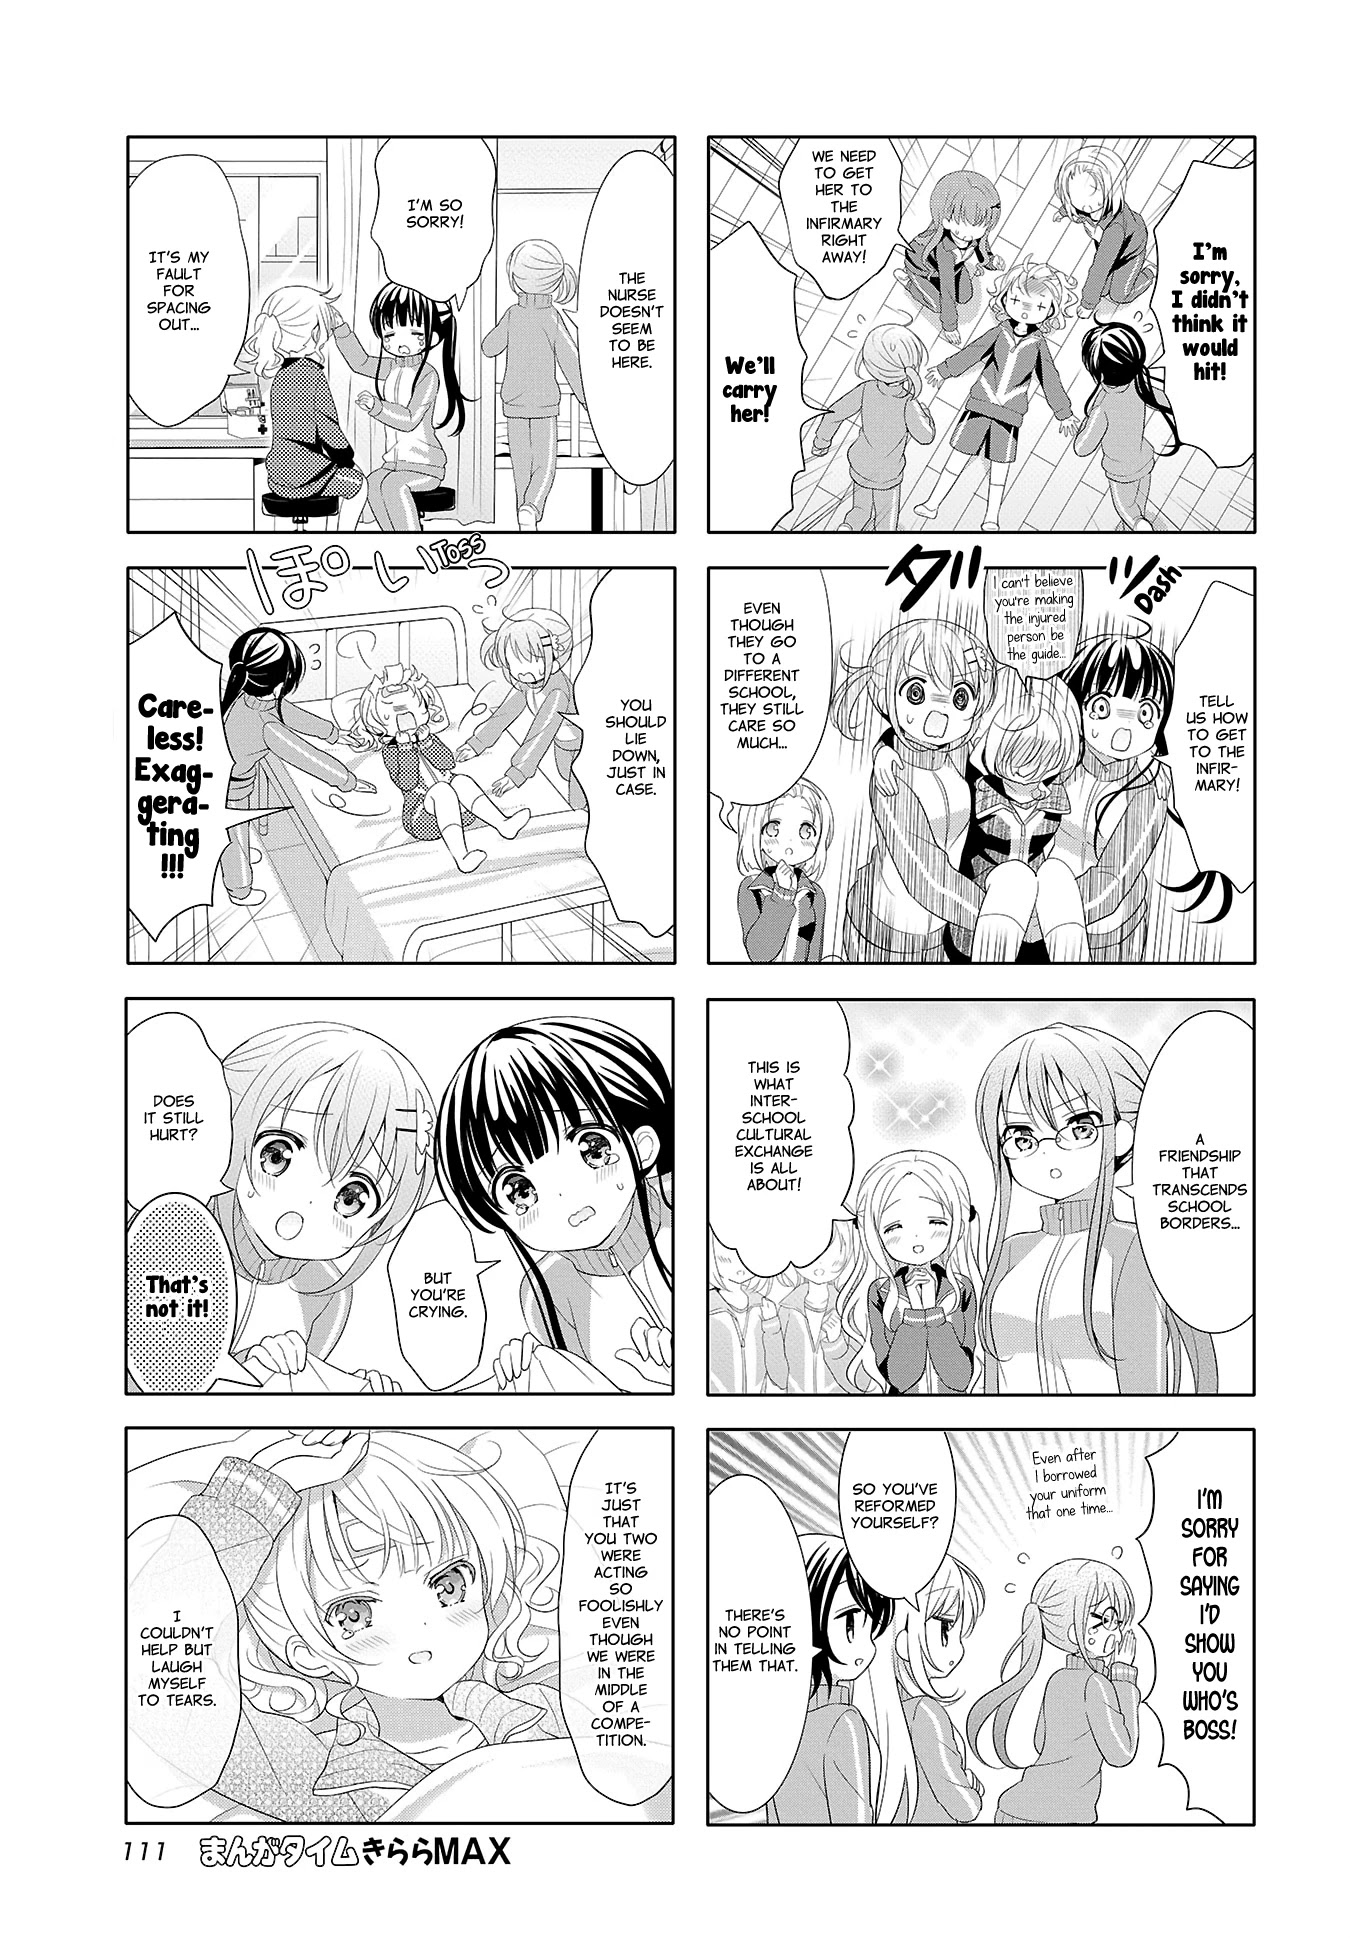 I'm
sorry,
I didn't
think it
would
hit!
WE NEED
TO GET
HER TO
THE
INFIRMARY
RIGHT
AWAY!
We'll
carry
her!
TELL
US HOW
TO GET
TO THE
INFIR-
MARY!
ダダッ
Dash
I can't believe
you're making
the injured
person be
the guide...
EVEN
THOUGH
THEY GO
TO A
DIFFERENT
SCHOOL,
THEY STILL
CARE SO
MUCH...
A
FRIENDSHIP
THAT
TRANSCENDS
SCHOOL
BORDERS...
THIS IS
WHAT
INTER-
SCHOOL
CULTURAL
EXCHANGE
IS ALL
ABOUT!
I'M
SORRY
FOR
SAYING
I'D
SHOW
YOU
WHO'S
BOSS!
Even after
I borrowed
your uniform
that one time...
SO YOU'VE
REFORMED
YOURSELF?
THERE'S
NO POINT
IN TELLING
THEM THAT.
THE
NURSE
DOESN'T
SEEM
TO BE
HERE.
I'M SO
SORRY!
IT'S MY
FAULT
FOR
SPACING
OUT...
ぽいっ
TOSS
YOU
SHOULD
LIE
DOWN,
JUST IN
CASE.
Care-
less!
Exag-
gera-
ting
!!!
BUT
YOU'RE
CRYING.
DOES
IT STILL
HURT?
That's
not it!
IT'S
JUST
THAT
YOU TWO
WERE
ACTING
SO
FOOLISHLY
EVEN
THOUGH
WE WERE
IN THE
MIDDLE
OF A
COMPE-
TITION.
I
COULDN'T
HELP BUT
LAUGH
MYSELF
TO TEARS.
111 まんがタイムきららMAX